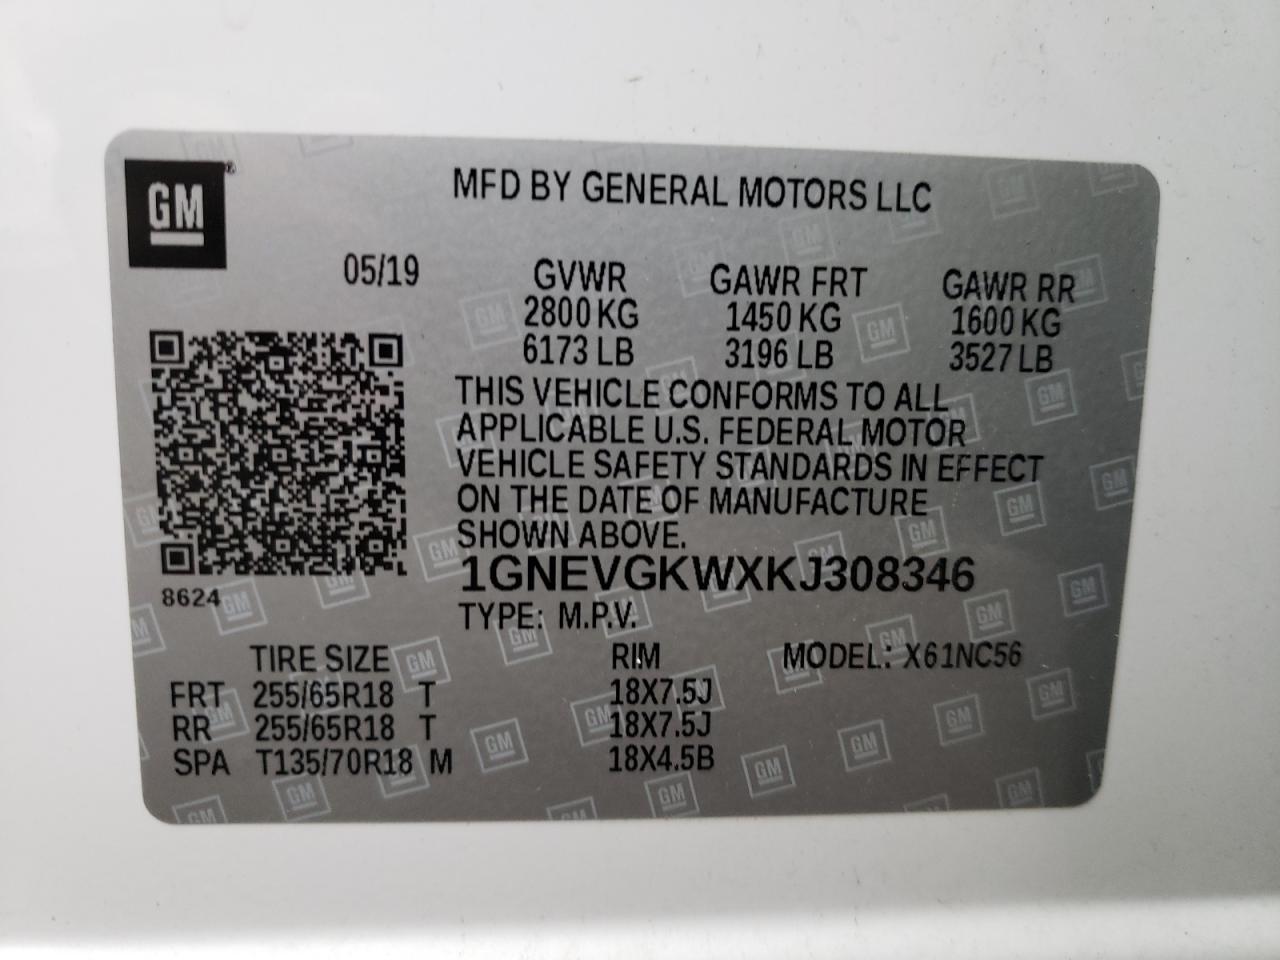 GM®
MFD BY GENERAL MOTORS LLC
05/19 GVWR GAWR FRT GAWR RR
2800 KG 1450 KG 1600 KG
6173 LB 3196 LB 3527 LB
THIS VEHICLE CONFORMS TO ALL
APPLICABLE U.S. FEDERAL MOTOR
VEHICLE SAFETY STANDARDS IN EFFECT
ON THE DATE OF MANUFACTURE
SHOWN ABOVE.
1GNEVGKWXKJ308346
8624
TYPE: M.P.V.
TIRE SIZE RIM MODEL: X61NC56
FRT 255/65R18 T 18X7.5J
RR 255/65R18 T 18X7.5J
SPA T135/70R18 M 18X4.5B